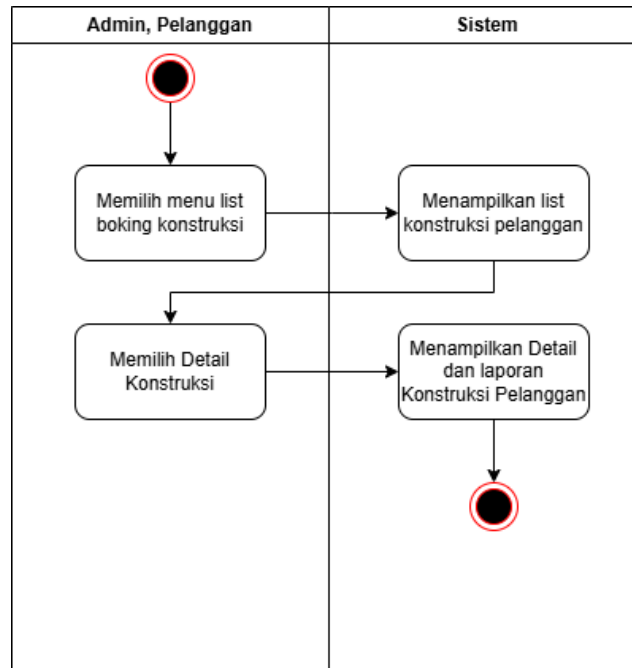 Admin, Pelanggan
Sistem
Memilih menu list
boking konstruksi
Menampilkan list
konstruksi pelanggan
Memilih Detail
Konstruksi
Menampilkan Detail
dan laporan
Konstruksi Pelanggan